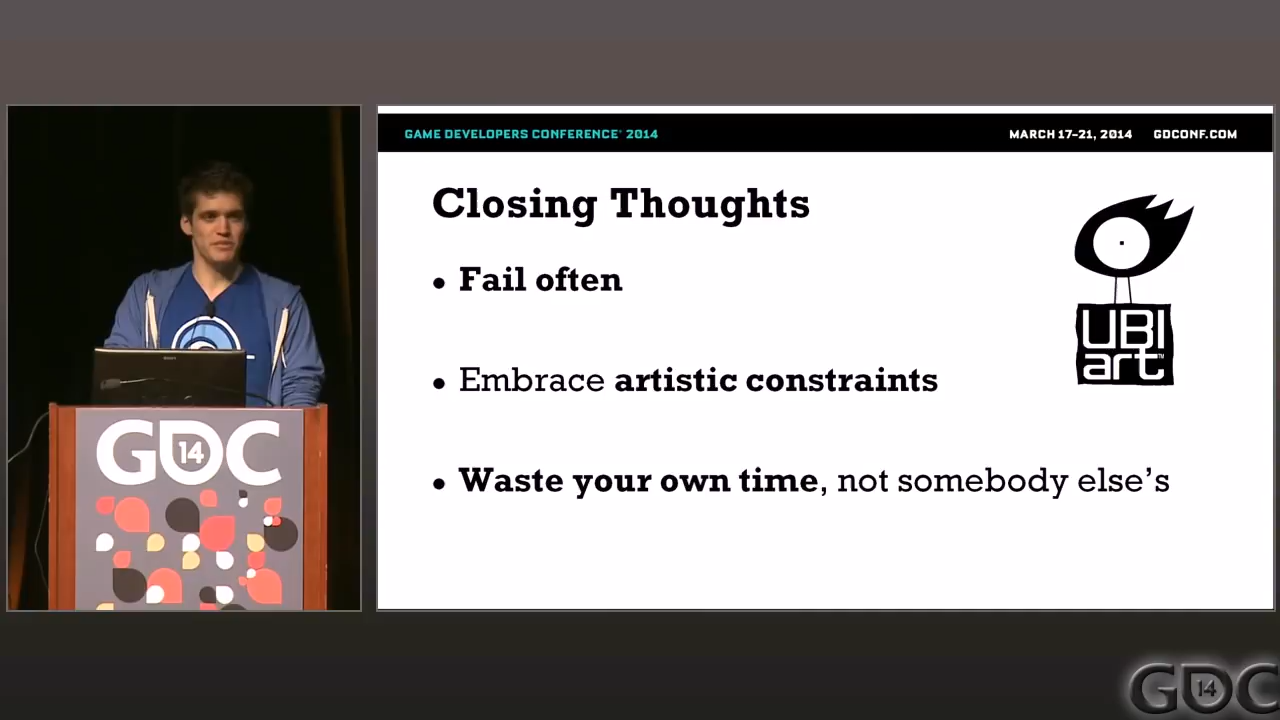 GAME DEVELOPERS CONFERENCE® 2014
MARCH 17-21, 2014 GDCONF.COM
Closing Thoughts
• Fail often
• Embrace artistic constraints
• Waste your own time, not somebody else's
UBI
art™
GDC
14
GDC
14